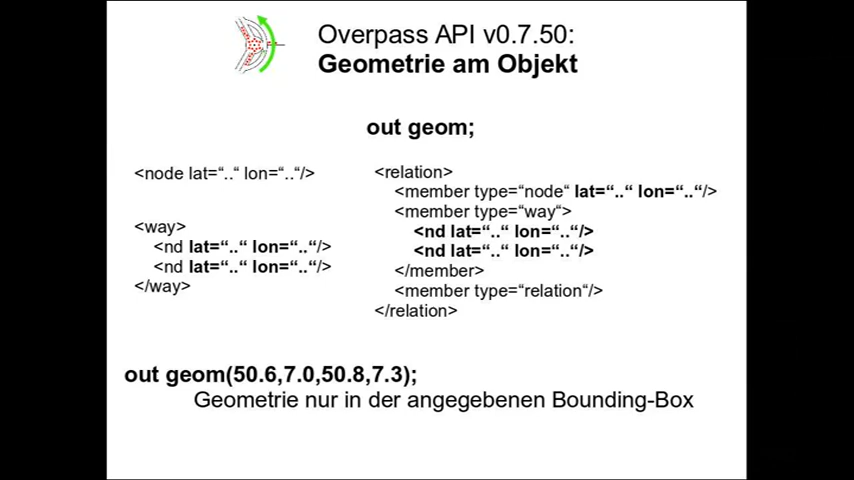 Overpass API v0.7.50:
Geometrie am Objekt
out geom;
<node lat=“..“ lon=“..“/>
<way>
<nd lat=“..“ lon=“..“/>
<nd lat=“..“ lon=“..“/>
</way>
<relation>
<member type=“node“ lat=“..“ lon=“..“/>
<member type=“way“>
<nd lat=“..“ lon=“..“/>
<nd lat=“..“ lon=“..“/>
</member>
<member type=“relation“/>
</relation>
out geom(50.6,7.0,50.8,7.3);
Geometrie nur in der angegebenen Bounding-Box